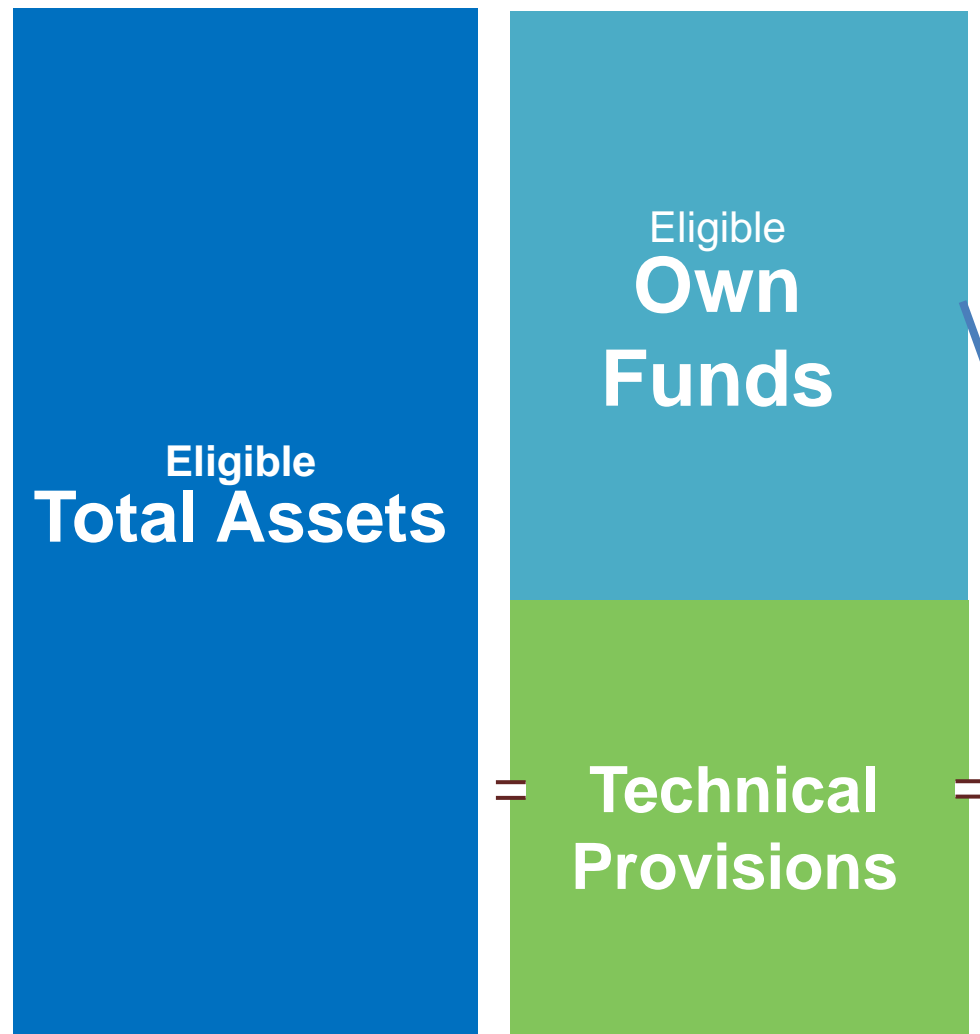 Eligible
Total Assets
Eligible
Own
Funds
=
Technical
Provisions
=